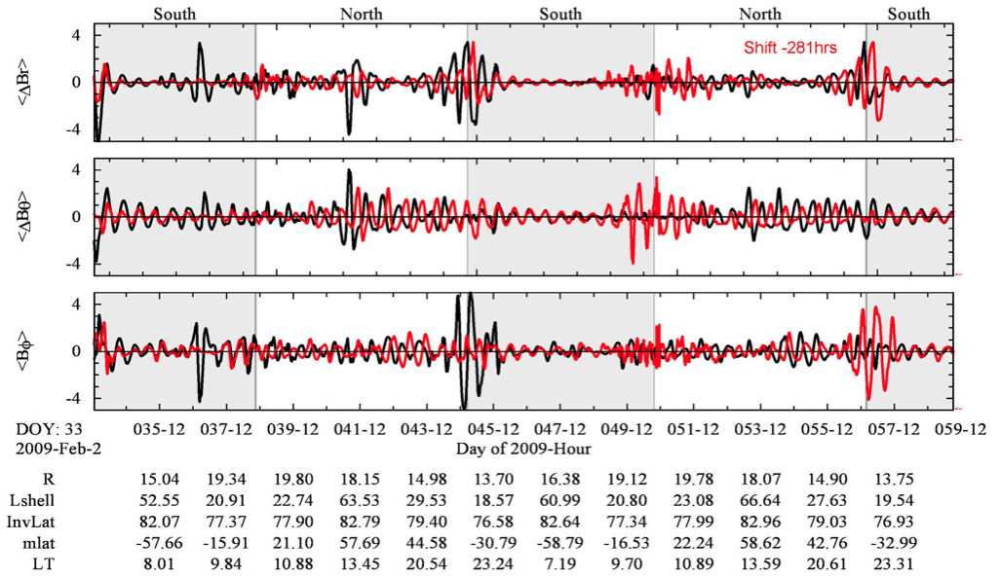 South North South North South
4
0
-4
<ΔBr>
Shift -281hrs
4
0
-4
<ΔBθ>
4
0
-4
<Bϕ>
DOY: 33 035-12 037-12 039-12 041-12 043-12 045-12 047-12 049-12 051-12 053-12 055-12 057-12 059-12
2009-Feb-2 Day of 2009-Hour
R 15.04 19.34 19.80 18.15 14.98 13.70 16.38 19.12 19.78 18.07 14.90 13.75
Lshell 52.55 20.91 22.74 63.53 29.53 18.57 60.99 20.80 23.08 66.64 27.63 19.54
InvLat 82.07 77.37 77.90 82.79 79.40 76.58 82.64 77.34 77.99 82.96 79.03 76.93
mlat -57.66 -15.91 21.10 57.69 44.58 -30.79 -58.79 -16.53 22.24 58.62 42.76 -32.99
LT 8.01 9.84 10.88 13.45 20.54 23.24 7.19 9.70 10.89 13.59 20.61 23.31